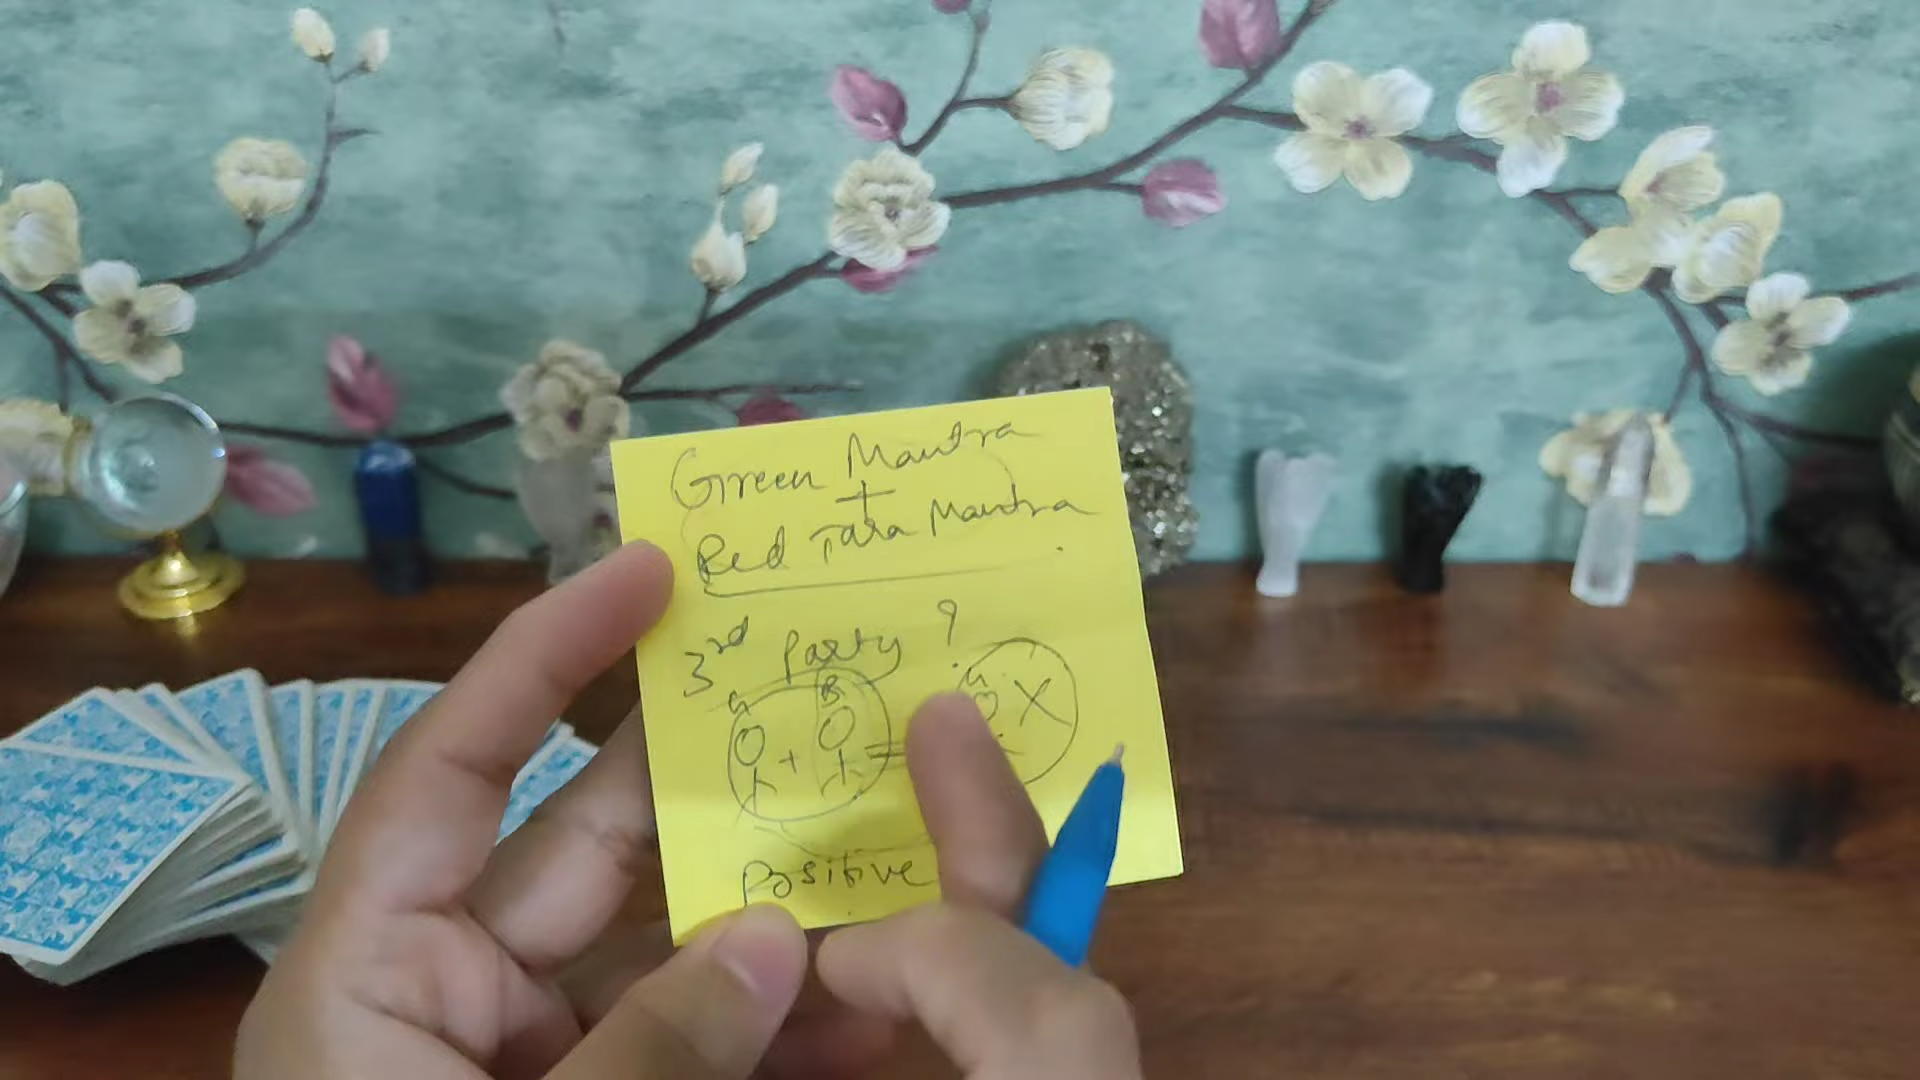 Green Mantra
+
Red Tara Mantra
3rd Party ?
G B = G X
+
Positive